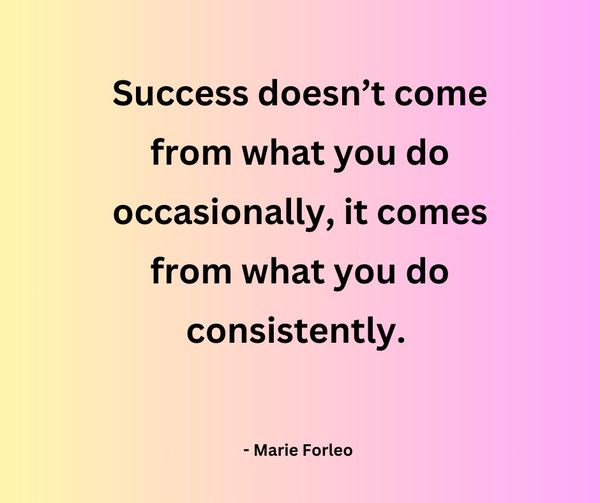 Success doesn’t come
from what you do
occasionally, it comes
from what you do
consistently.
- Marie Forleo